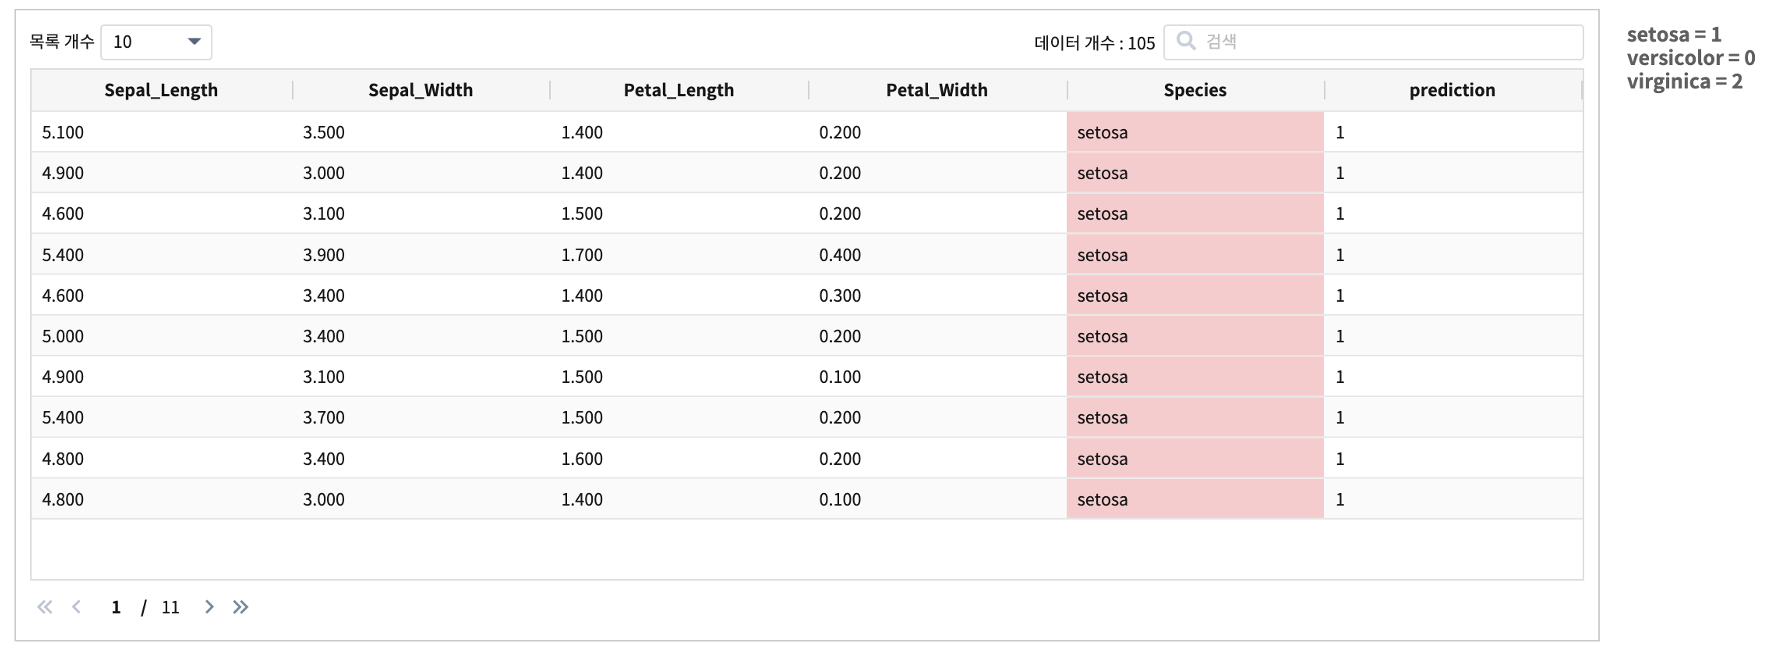 목록 개수 10 데이터 개수 : 105 검색
setosa = 1
versicolor = 0
virginica = 2
Sepal_Length Sepal_Width Petal_Length Petal_Width Species prediction
5.100 3.500 1.400 0.200 setosa 1
4.900 3.000 1.400 0.200 setosa 1
4.600 3.100 1.500 0.200 setosa 1
5.400 3.900 1.700 0.400 setosa 1
4.600 3.400 1.400 0.300 setosa 1
5.000 3.400 1.500 0.200 setosa 1
4.900 3.100 1.500 0.100 setosa 1
5.400 3.700 1.500 0.200 setosa 1
4.800 3.400 1.600 0.200 setosa 1
4.800 3.000 1.400 0.100 setosa 1
1 / 11